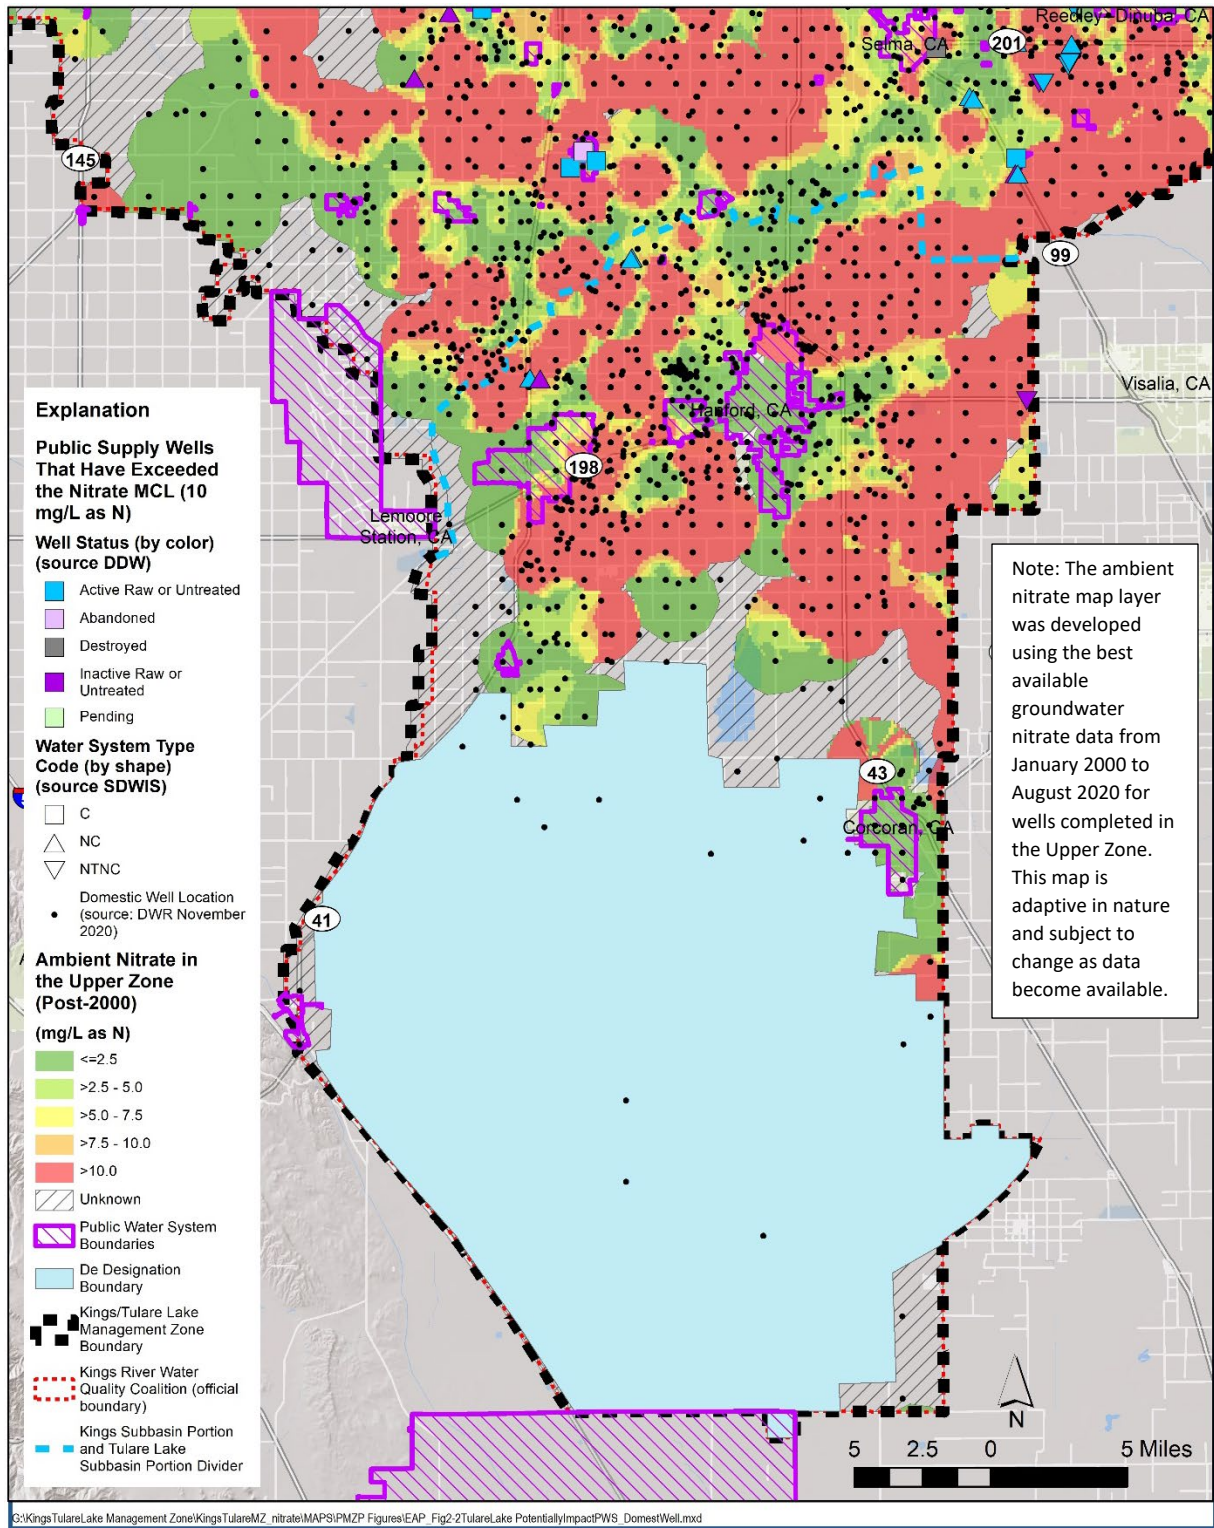 Reedley-Dinuba, CA
Selma, CA
201
145
99
Visalia, CA
Hanford, CA
198
Lemoore
Station, CA
43
Corcoran, CA
41
Explanation
Public Supply Wells
That Have Exceeded
the Nitrate MCL (10
mg/L as N)
Well Status (by color)
(source DDW)
Active Raw or Untreated
Abandoned
Destroyed
Inactive Raw or
Untreated
Pending
Water System Type
Code (by shape)
(source SDWIS)
C
NC
NTNC
Domestic Well Location
(source: DWR November
2020)
Ambient Nitrate in
the Upper Zone
(Post-2000)
(mg/L as N)
<=2.5
>2.5 - 5.0
>5.0 - 7.5
>7.5 - 10.0
>10.0
Unknown
Public Water System
Boundaries
De Designation
Boundary
Kings/Tulare Lake
Management Zone
Boundary
Kings River Water
Quality Coalition (official
boundary)
Kings Subbasin Portion
and Tulare Lake
Subbasin Portion Divider
Note: The ambient
nitrate map layer
was developed
using the best
available
groundwater
nitrate data from
January 2000 to
August 2020 for
wells completed in
the Upper Zone.
This map is
adaptive in nature
and subject to
change as data
become available.
N
5 2.5 0 5 Miles
G:\KingsTulareLake Management Zone\KingsTulareMZ_nitrate\MAPS\PMZP Figures\EAP_Fig2-2TulareLake PotentiallyImpactPWS_DomestWell.mxd